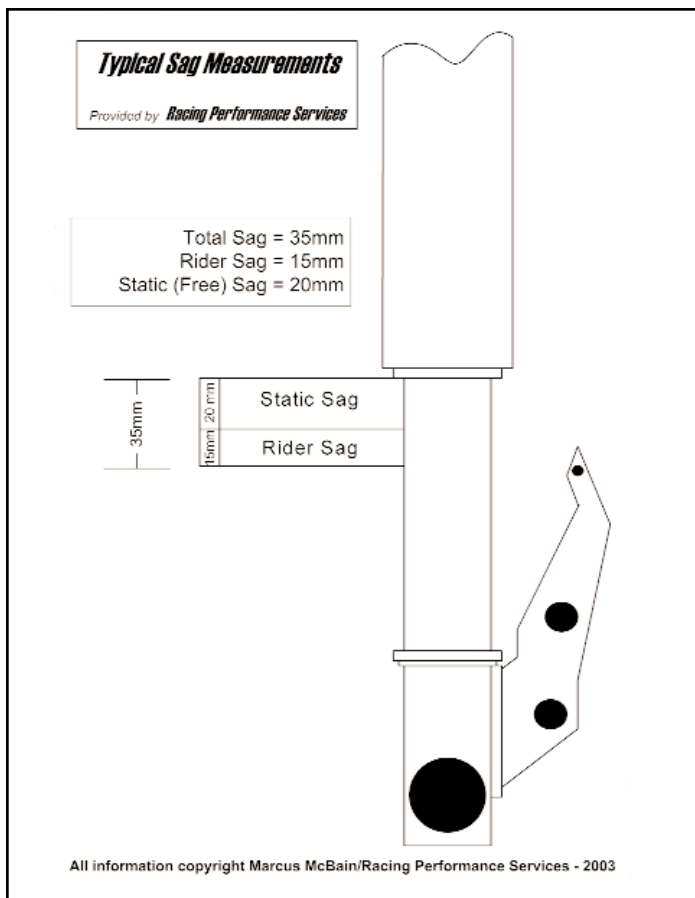 Typical Sag Measurements
Provided by Racing Performance Services
Total Sag = 35mm
Rider Sag = 15mm
Static (Free) Sag = 20mm
35mm
20 mm
Static Sag
15mm
Rider Sag
All information copyright Marcus McBain/Racing Performance Services - 2003